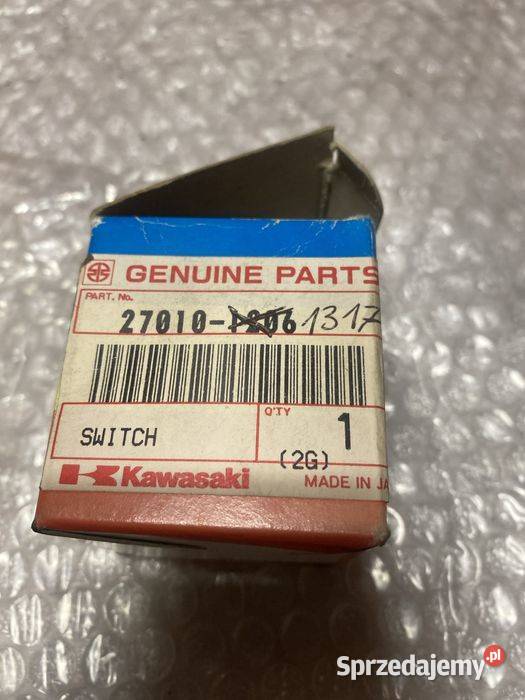 GENUINE PARTS
PART. No.
27010-1206 1317
Q'TY
SWITCH
1
(2G)
Kawasaki
MADE IN JA
Sprzedajemy.pl